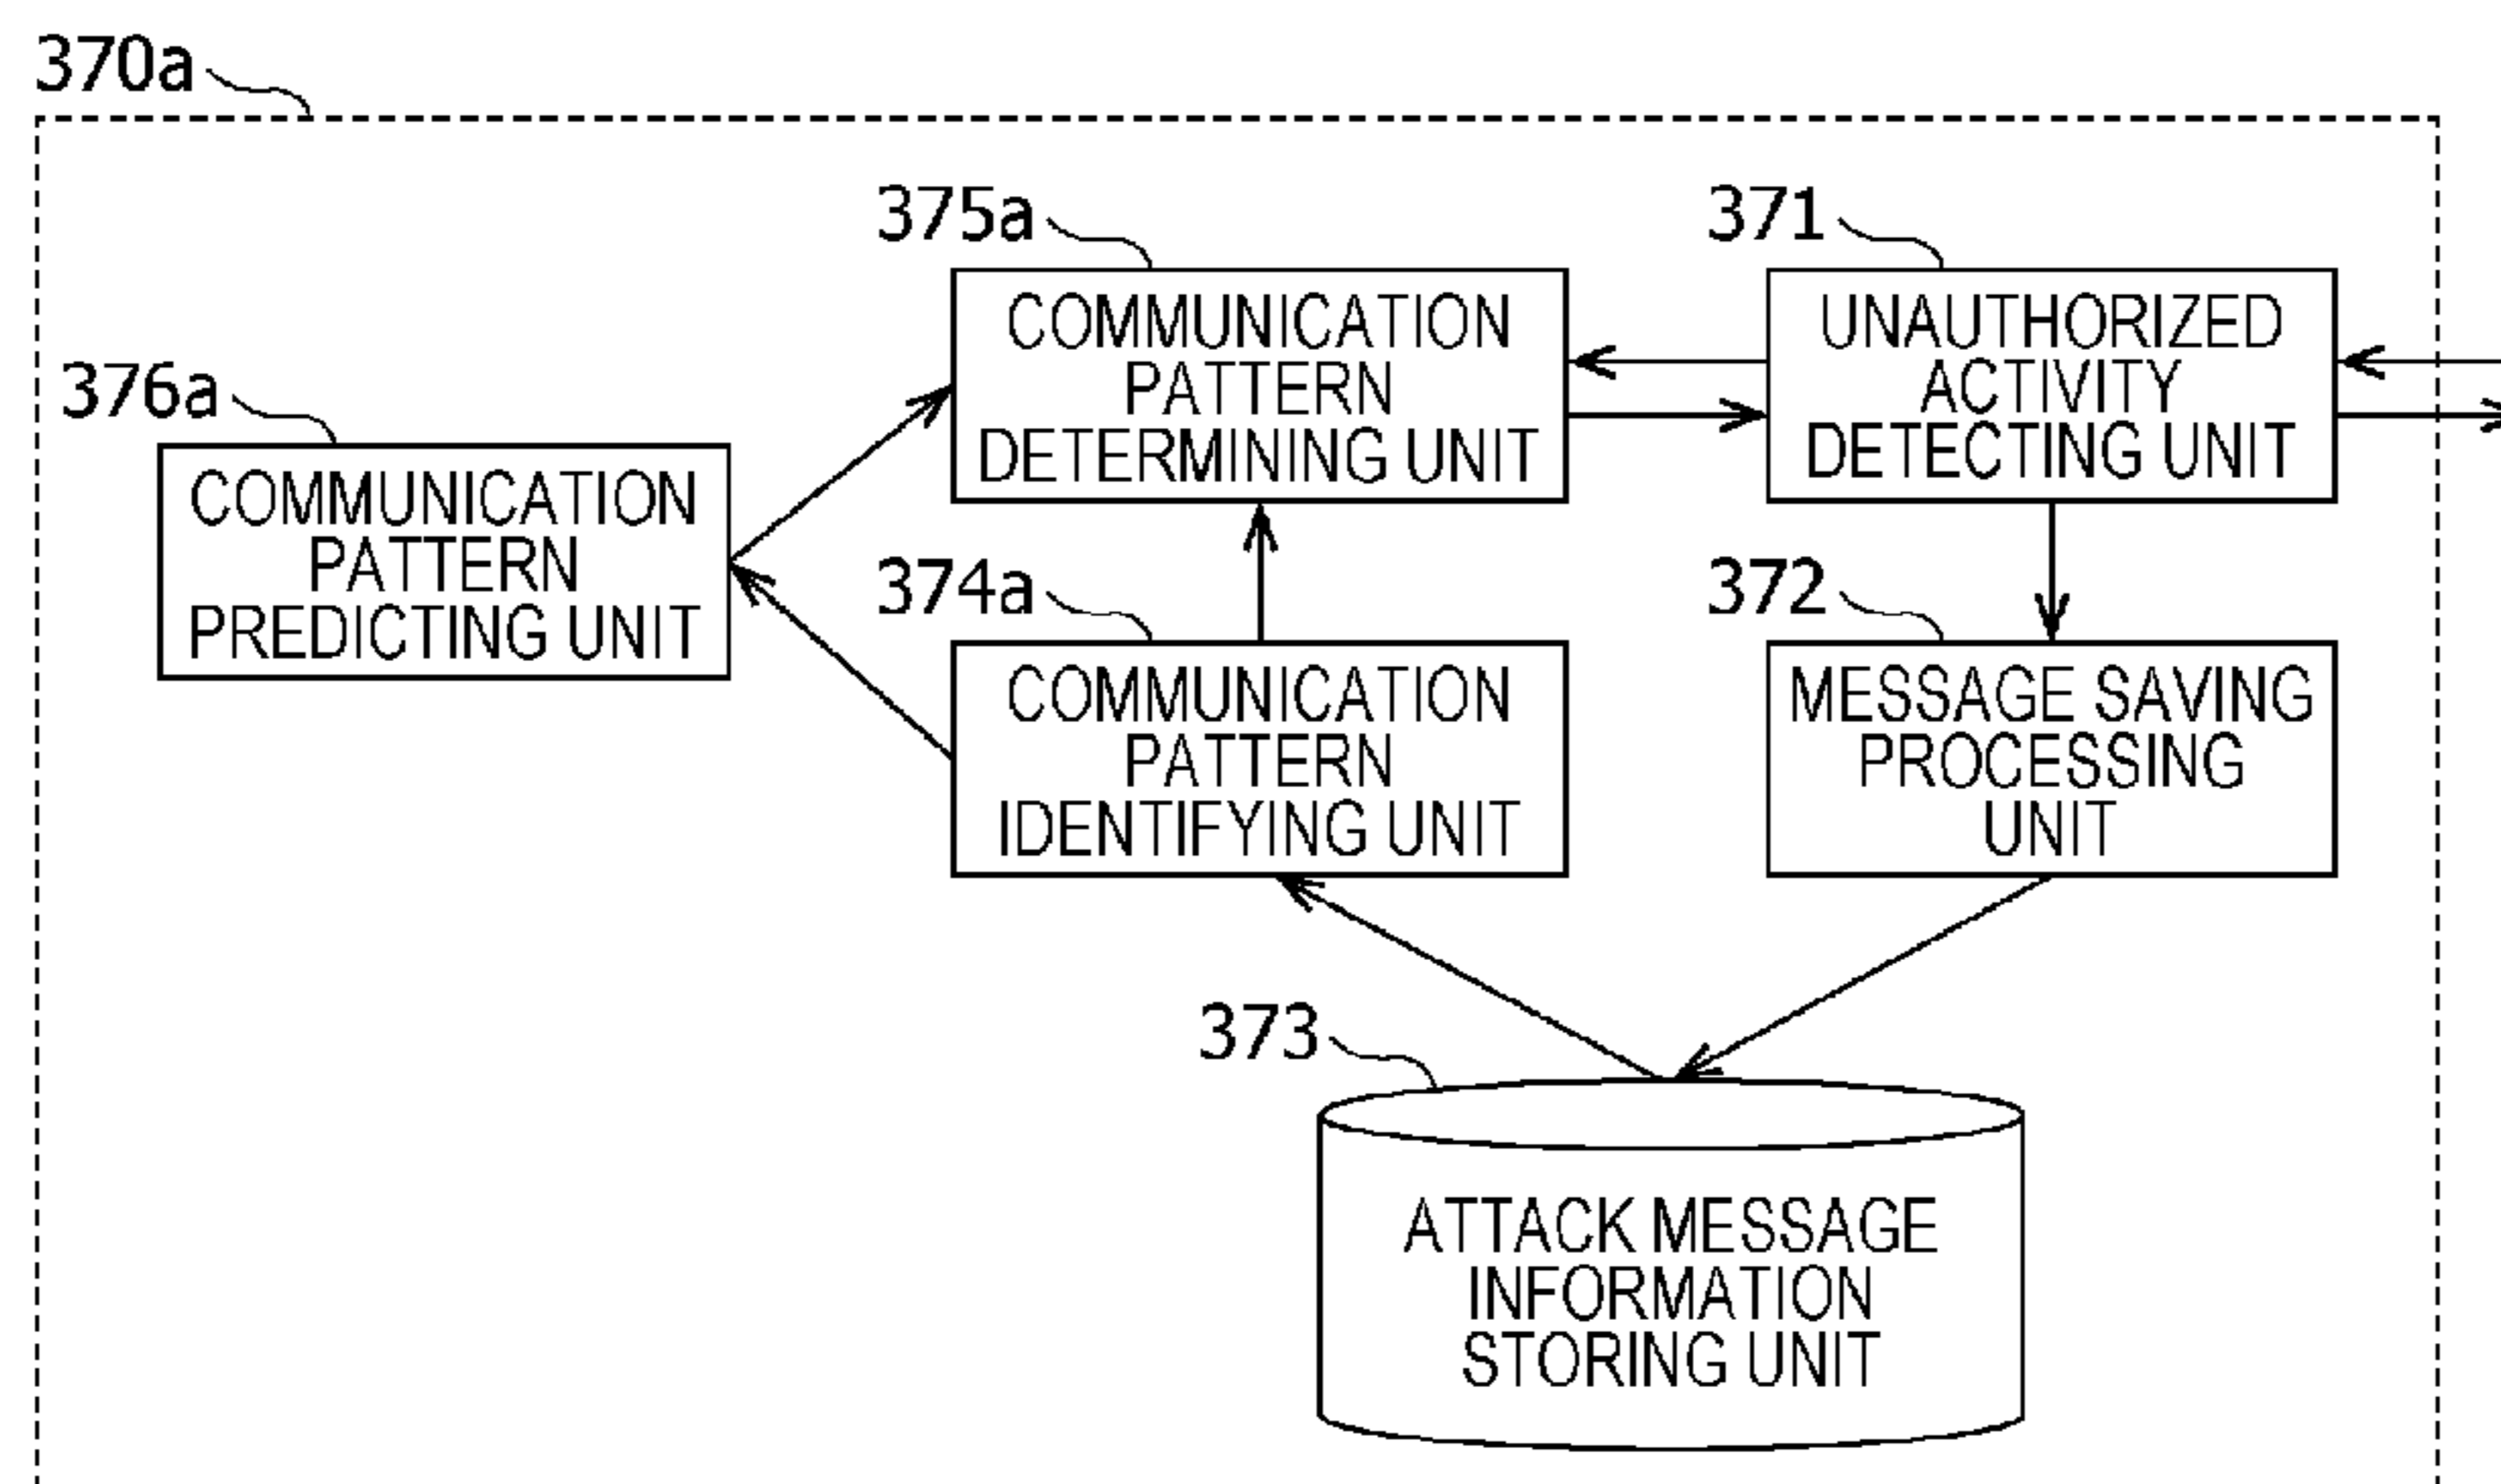 370a
375a
COMMUNICATION
PATTERN
DETERMINING UNIT
371
UNAUTHORIZED
ACTIVITY
DETECTING UNIT
376a
COMMUNICATION
PATTERN
PREDICTING UNIT
374a
COMMUNICATION
PATTERN
IDENTIFYING UNIT
372
MESSAGE SAVING
PROCESSING
UNIT
373
ATTACK MESSAGE
INFORMATION
STORING UNIT